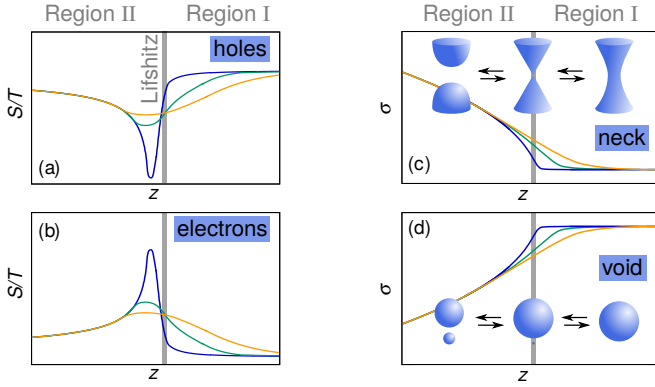 Region II Region I
holes
Lifshitz
S/T
(a)
z
(b)
electrons
S/T
z
Region II Region I
σ
(c)
neck
z
(d)
σ
void
z